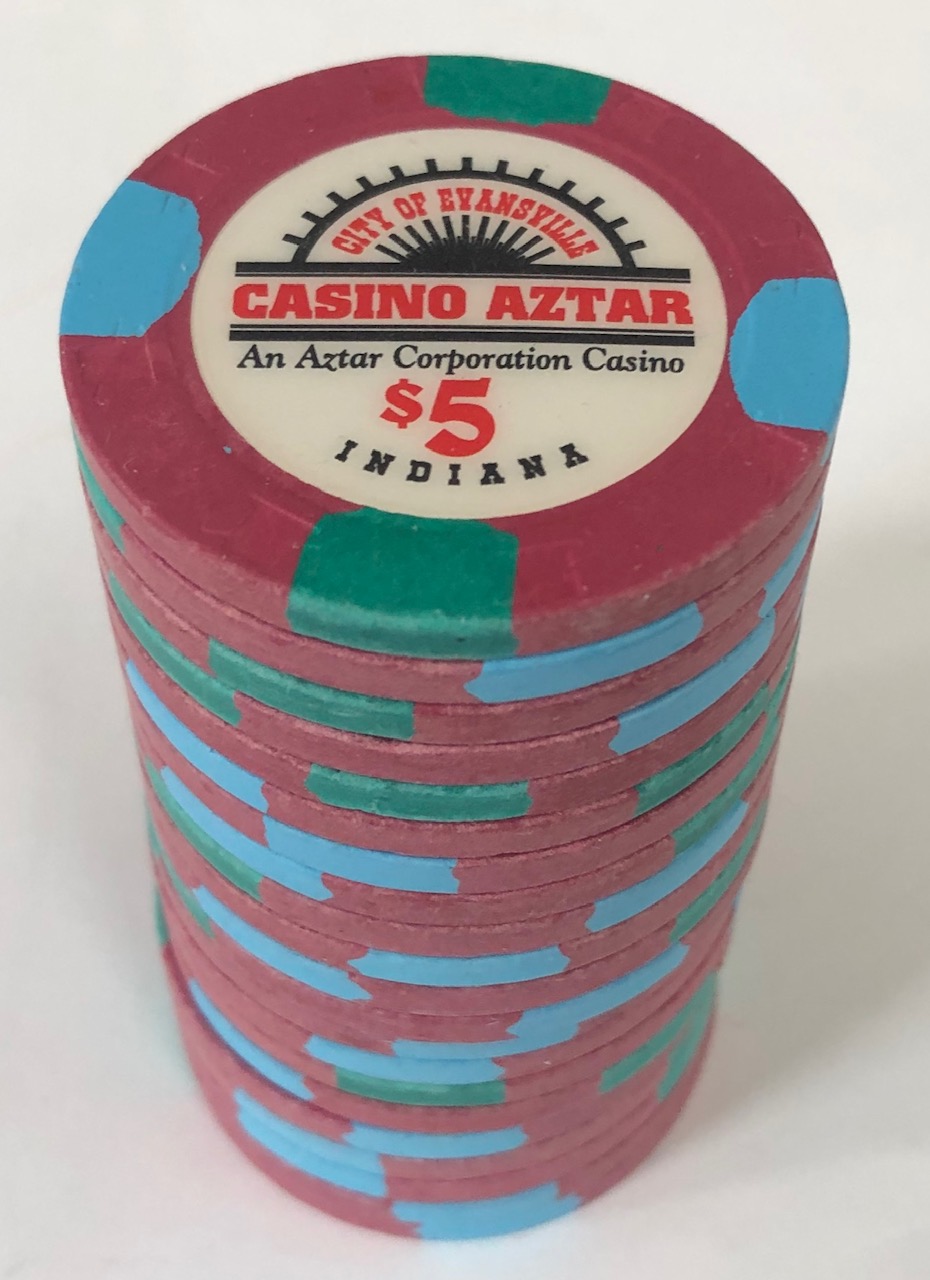 CITY OF EVANSVILLE
CASINO AZTAR
An Aztar Corporation Casino
$5
INDIANA